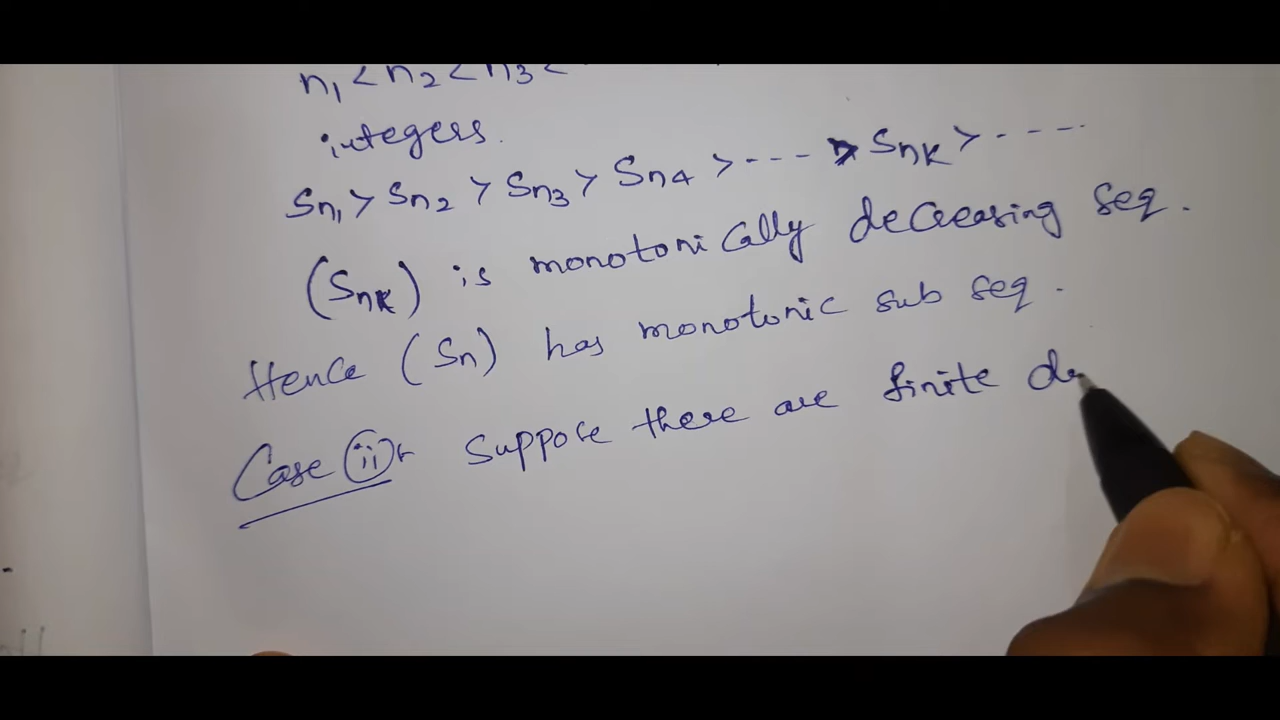 n₁ < n₂ < n₃ <
integers.
Sn₁ > Sn₂ > Sn₃ > Sn₄ > ---- > Snₖ > -----
(Snₖ) is monotonically decreasing seq.
Hence (Sn) has monotonic sub seq.
Case (ii):- Suppose there are finite do